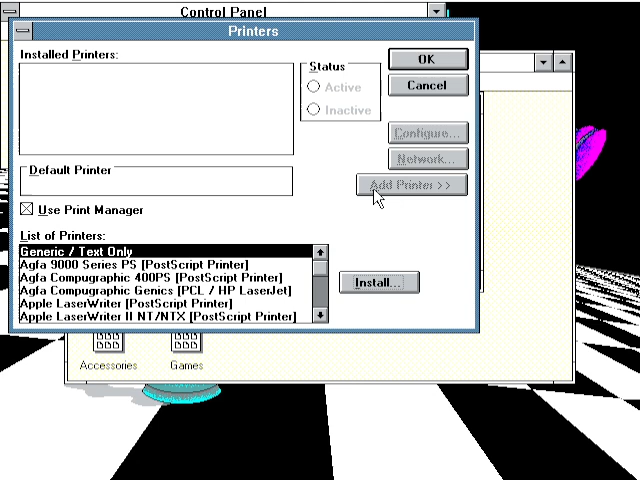 Control Panel
Printers
Installed Printers:
Status
Active
Inactive
OK
Cancel
Configure...
Network...
Add Printer >>
Default Printer
Use Print Manager
List of Printers:
Generic / Text Only
Agfa 9000 Series PS [PostScript Printer]
Agfa Compugraphic 400PS [PostScript Printer]
Agfa Compugraphic Genics [PCL / HP LaserJet]
Apple LaserWriter [PostScript Printer]
Apple LaserWriter II NT/NTX [PostScript Printer]
Install...
Accessories
Games